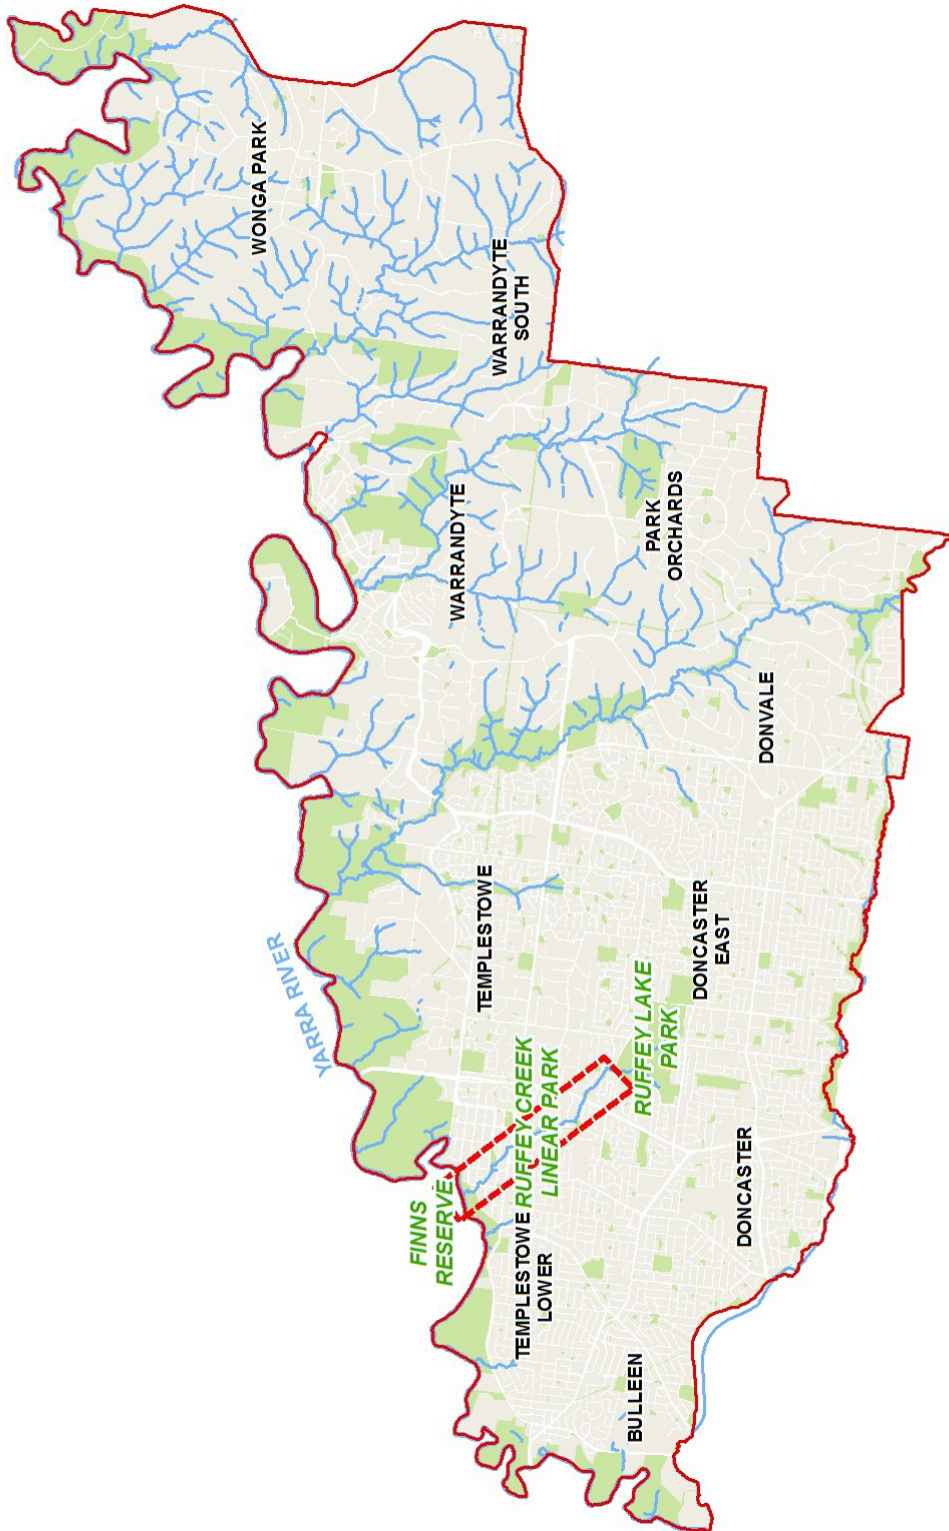 WONGA PARK
WARRANDYTE
SOUTH
WARRANDYTE
PARK
ORCHARDS
DONVALE
YARRA RIVER
TEMPLESTOWE
DONCASTER
EAST
RUFFEY LAKE
PARK
RUFFEY CREEK
LINEAR PARK
FINNS
RESERVE
TEMPLESTOWE
LOWER
DONCASTER
BULLEEN